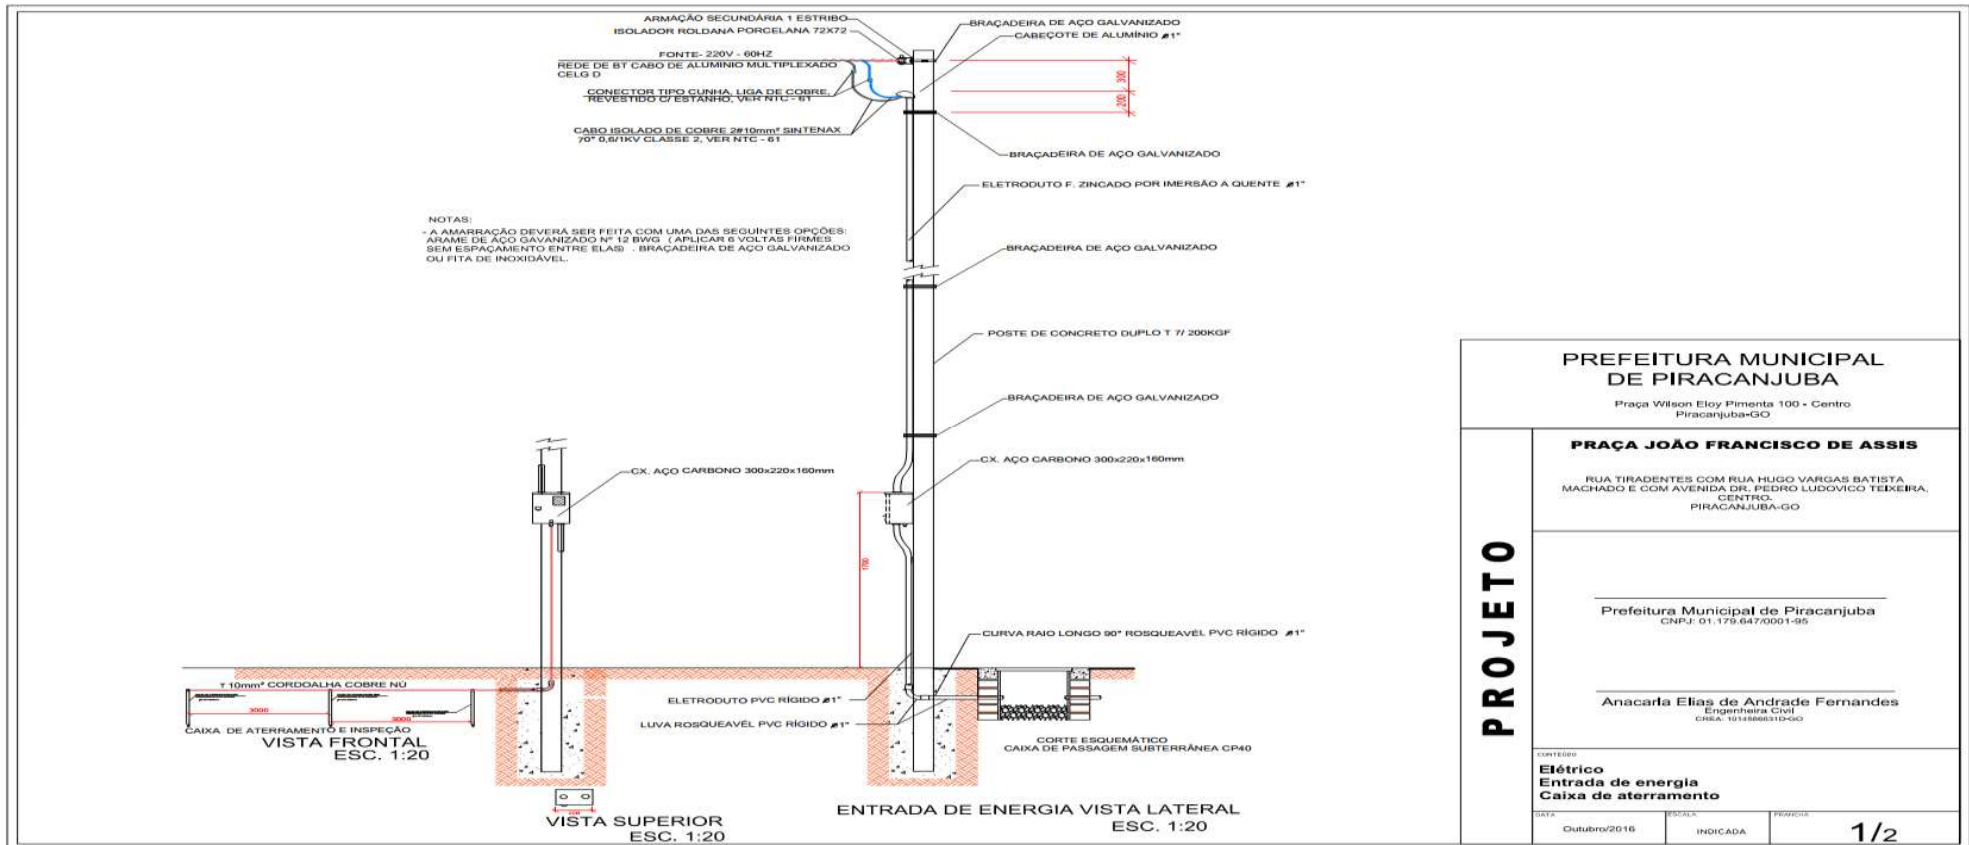 ARMAÇÃO SECUNDÁRIA 1 ESTRIBO
ISOLADOR ROLDANA PORCELANA 72X72
FONTE- 220V - 60HZ
REDE DE BT CABO DE ALUMINIO MULTIPLEXADO
CELG D
CONECTOR TIPO CUNHA, LIGA DE COBRE,
REVESTIDO C/ ESTANHO, VER NTC - 61
CABO ISOLADO DE COBRE 2#10mm² SINTENAX
70° 0,6/1KV CLASSE 2, VER NTC - 61
BRAÇADEIRA DE AÇO GALVANIZADO
CABEÇOTE DE ALUMÍNIO ø1"
300
200
BRAÇADEIRA DE AÇO GALVANIZADO
ELETRODUTO F. ZINCADO POR IMERSÃO A QUENTE ø1"
NOTAS:
- A AMARRAÇÃO DEVERÁ SER FEITA COM UMA DAS SEGUINTES OPÇÕES:
ARAME DE AÇO GAVANIZADO Nº 12 BWG ( APLICAR 6 VOLTAS FIRMES
SEM ESPAÇAMENTO ENTRE ELAS) . BRAÇADEIRA DE AÇO GALVANIZADO
OU FITA DE INOXIDÁVEL.
BRAÇADEIRA DE AÇO GALVANIZADO
POSTE DE CONCRETO DUPLO T 7/ 200KGF
BRAÇADEIRA DE AÇO GALVANIZADO
CX. AÇO CARBONO 300x220x160mm
CX. AÇO CARBONO 300x220x160mm
1700
CURVA RAIO LONGO 90° ROSQUEAVÉL PVC RÍGIDO ø1"
10mm² CORDOALHA COBRE NÚ
3000
3000
CAIXA DE ATERRAMENTO E INSPEÇÃO
VISTA FRONTAL
ESC. 1:20
ELETRODUTO PVC RÍGIDO ø1"
LUVA ROSQUEAVÉL PVC RÍGIDO ø1"
CORTE ESQUEMÁTICO
CAIXA DE PASSAGEM SUBTERRÂNEA CP40
VISTA SUPERIOR
ESC. 1:20
ENTRADA DE ENERGIA VISTA LATERAL
ESC. 1:20
PREFEITURA MUNICIPAL
DE PIRACANJUBA
Praça Wilson Eloy Pimenta 100 - Centro
Piracanjuba-GO
PROJETO
PRAÇA JOÃO FRANCISCO DE ASSIS
RUA TIRADENTES COM RUA HUGO VARGAS BATISTA
MACHADO E COM AVENIDA DR. PEDRO LUDOVICO TEIXEIRA,
CENTRO.
PIRACANJUBA-GO
Prefeitura Municipal de Piracanjuba
CNPJ: 01.179.647/0001-95
Anacarla Elias de Andrade Fernandes
Engenheira Civil
CONTEÚDO
Elétrico
Entrada de energia
Caixa de aterramento
DATA
Outubro/2016
ESCALA
INDICADA
PRANCHA
1/2